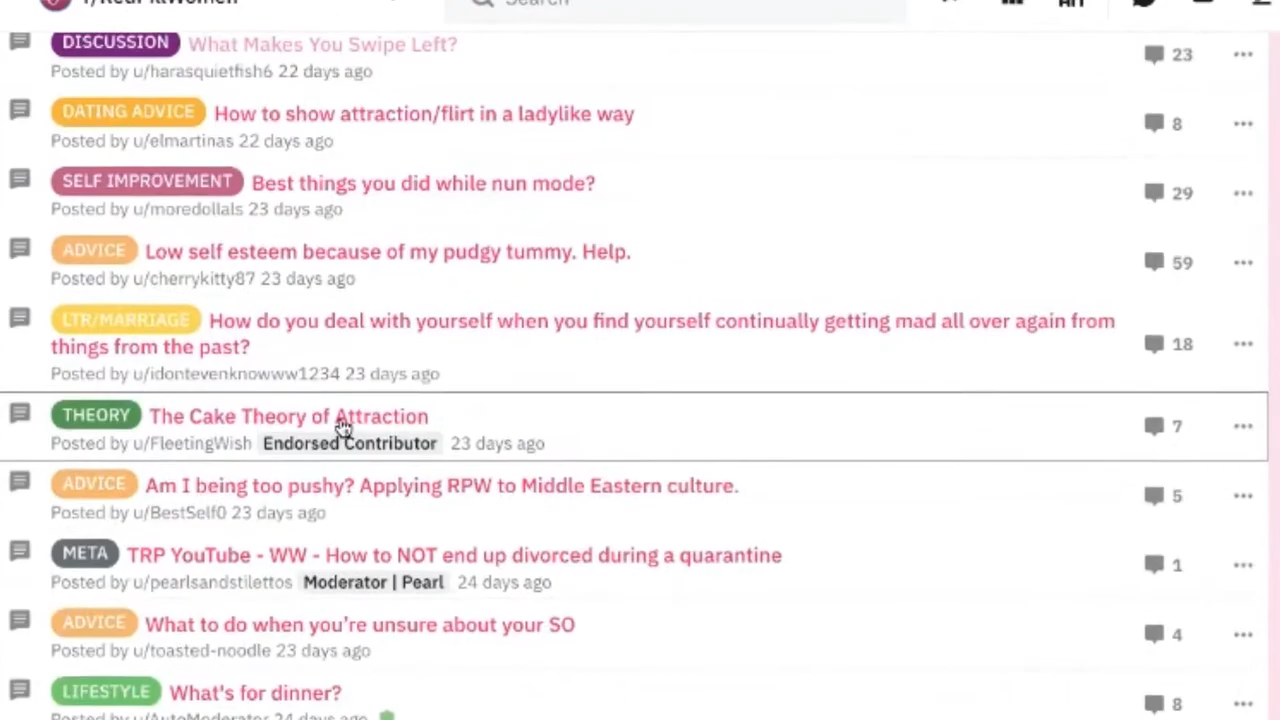 Search
DISCUSSION What Makes You Swipe Left?
Posted by u/harasquietfish6 22 days ago
23
DATING ADVICE How to show attraction/flirt in a ladylike way
Posted by u/elmartinas 22 days ago
8
SELF IMPROVEMENT Best things you did while nun mode?
Posted by u/moredollals 23 days ago
29
ADVICE Low self esteem because of my pudgy tummy. Help.
Posted by u/cherrykitty87 23 days ago
59
LTR/MARRIAGE How do you deal with yourself when you find yourself continually getting mad all over again from
things from the past?
Posted by u/idontevenknowww1234 23 days ago
18
THEORY The Cake Theory of Attraction
Posted by u/FleetingWish Endorsed Contributor 23 days ago
7
ADVICE Am I being too pushy? Applying RPW to Middle Eastern culture.
Posted by u/BestSelf0 23 days ago
5
META TRP YouTube - WW - How to NOT end up divorced during a quarantine
Posted by u/pearlsandstilettos Moderator | Pearl 24 days ago
1
ADVICE What to do when you're unsure about your SO
Posted by u/toasted-noodle 23 days ago
4
LIFESTYLE What's for dinner?
Posted by u/AutoModerator 24 days ago
8